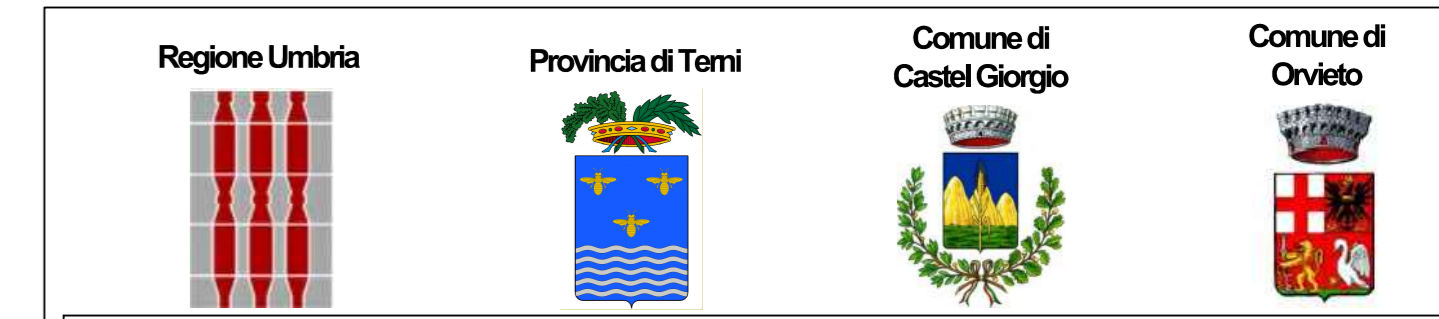 Regione Umbria
Provincia di Terni
Comune di
Castel Giorgio
Comune di
Orvieto